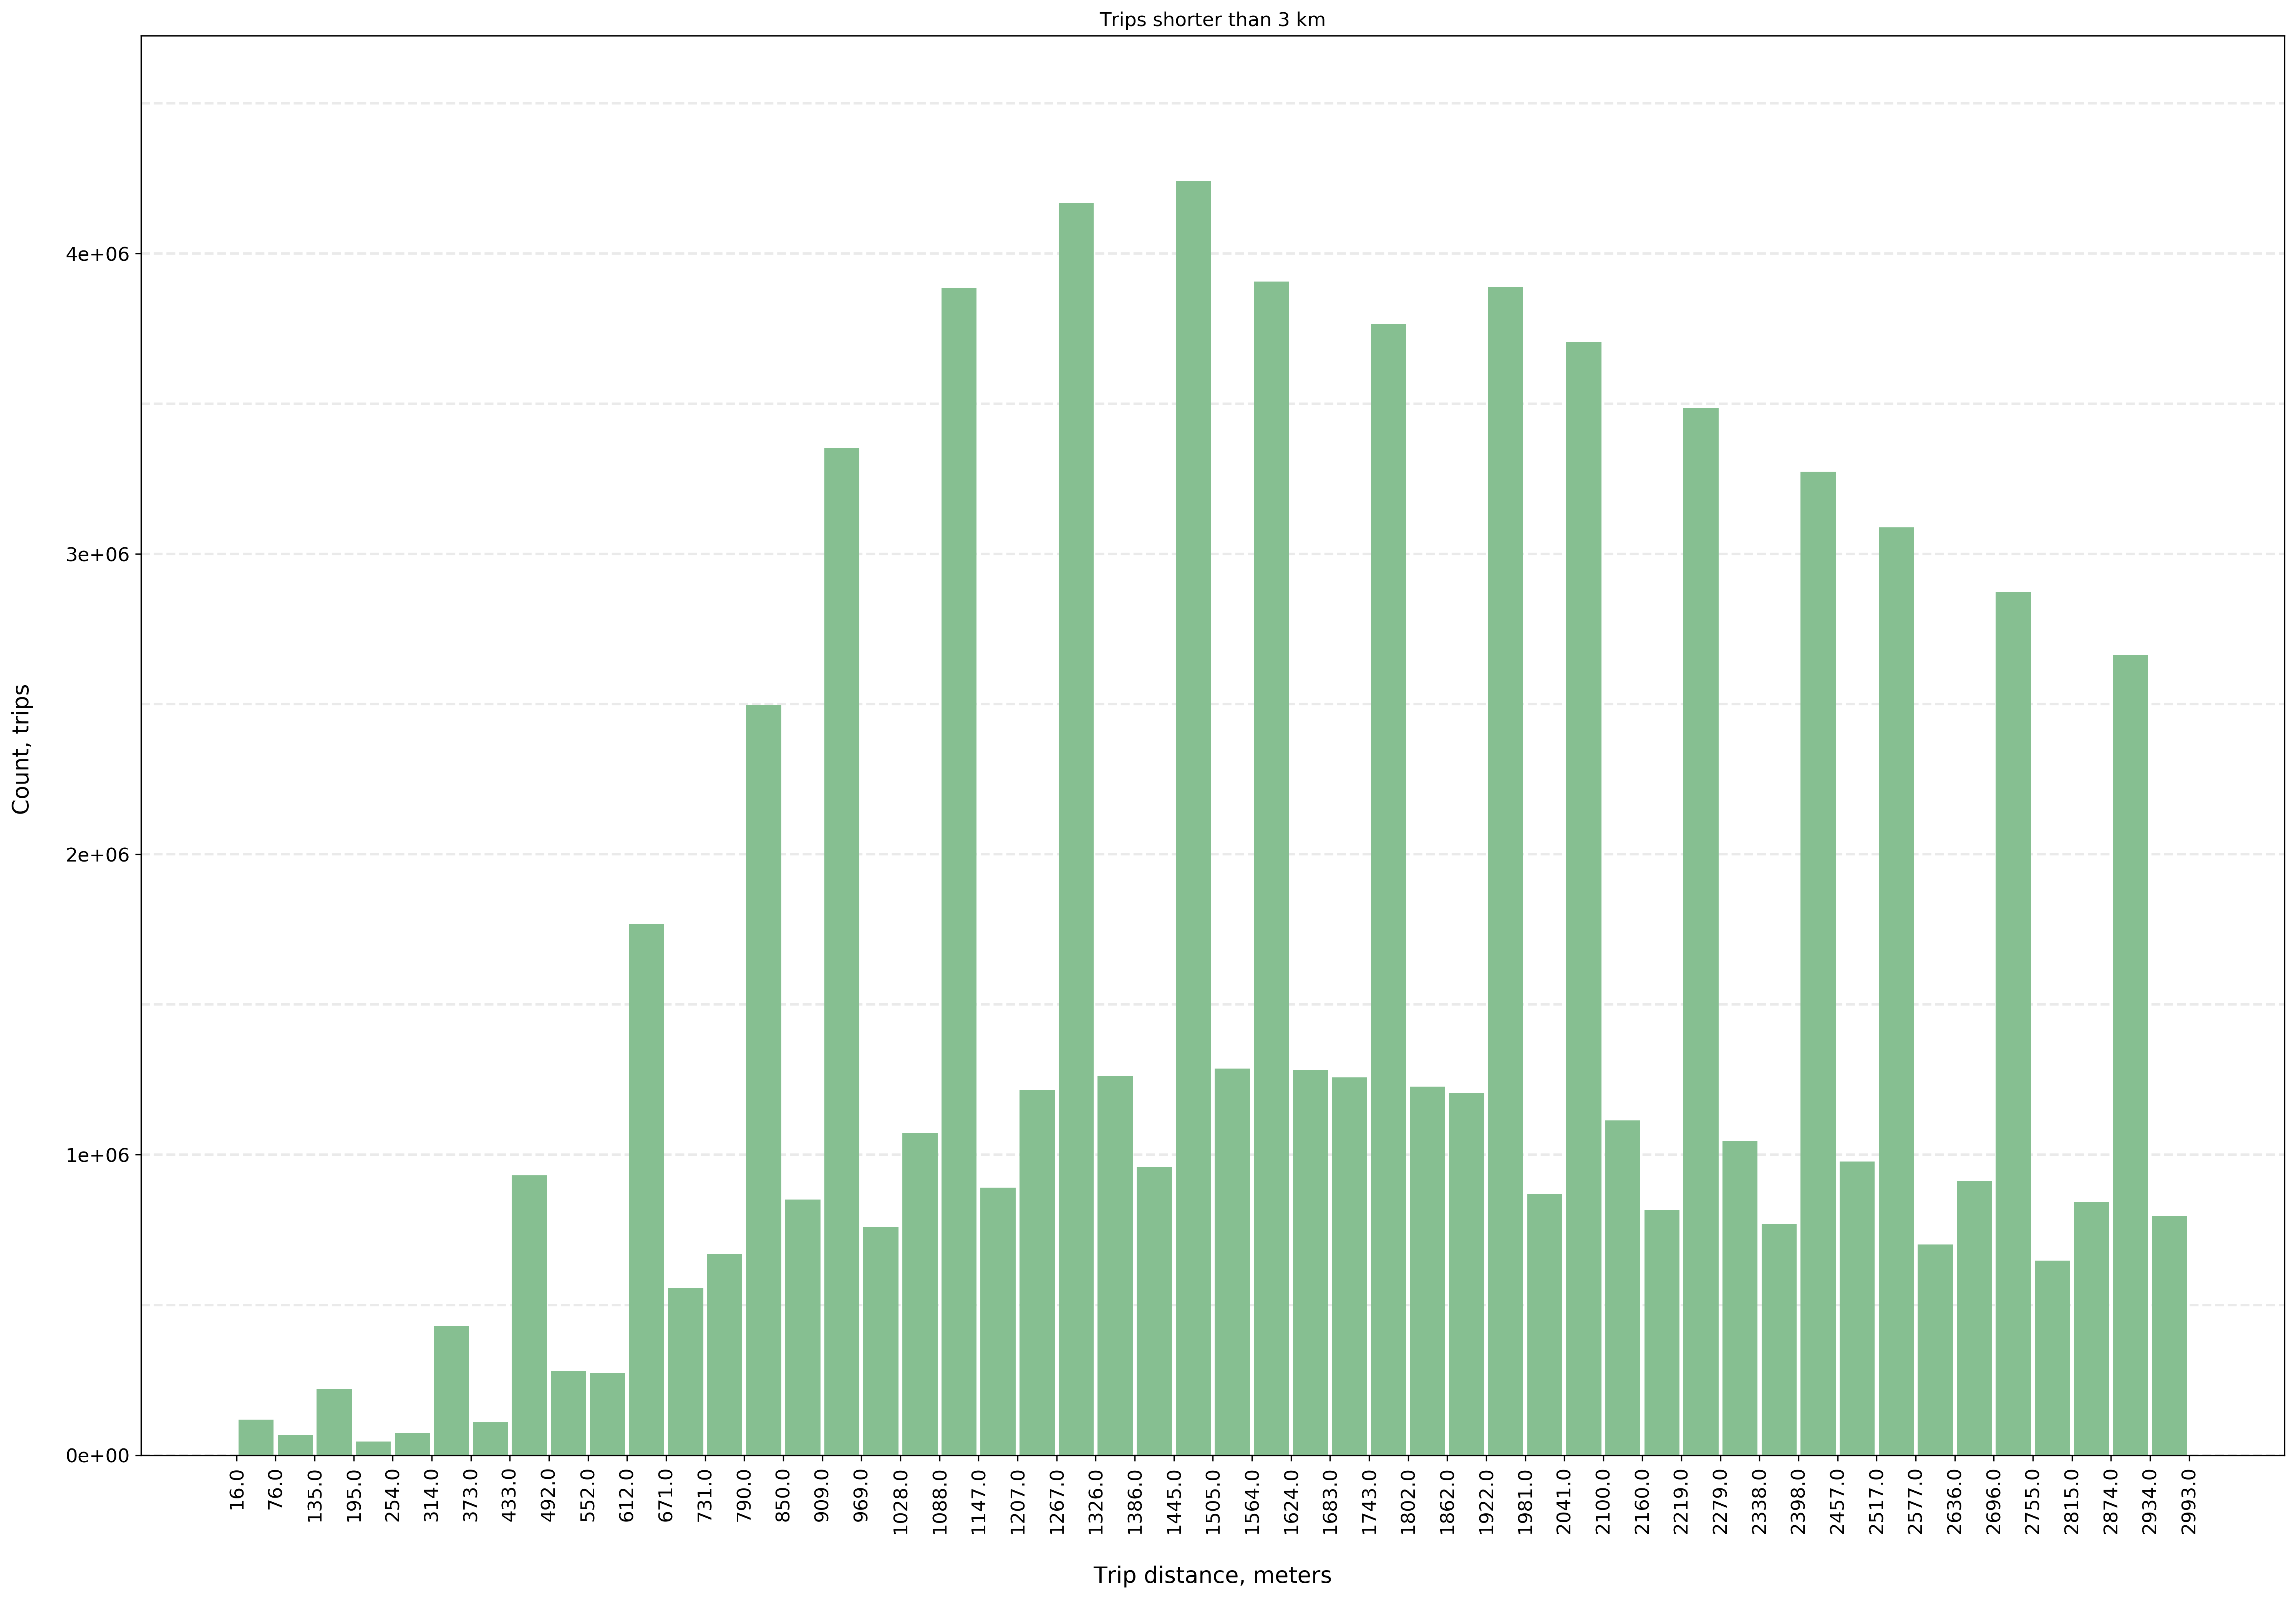 Trips shorter than 3 km
Count, trips
4e+06
3e+06
2e+06
1e+06
0e+00
16.0 76.0 135.0 195.0 254.0 314.0 373.0 433.0 492.0 552.0 612.0 671.0 731.0 790.0 850.0 909.0 969.0 1028.0 1088.0 1147.0 1207.0 1267.0 1326.0 1386.0 1445.0 1505.0 1564.0 1624.0 1683.0 1743.0 1802.0 1862.0 1922.0 1981.0 2041.0 2100.0 2160.0 2219.0 2279.0 2338.0 2398.0 2457.0 2517.0 2577.0 2636.0 2696.0 2755.0 2815.0 2874.0 2934.0 2993.0
Trip distance, meters